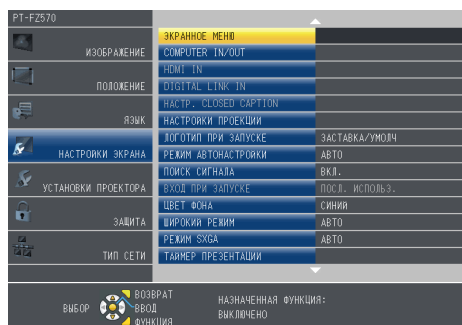 PT-FZ570
ИЗОБРАЖЕНИЕ
ПОЛОЖЕНИЕ
ЯЗЫК
НАСТРОЙКИ ЭКРАНА
УСТАНОВКИ ПРОЕКТОРА
ЗАЩИТА
ТИП СЕТИ
ЭКРАННОЕ МЕНЮ
COMPUTER IN/OUT
HDMI IN
DIGITAL LINK IN
НАСТР. CLOSED CAPTION
НАСТРОЙКИ ПРОЕКЦИИ
ЛОГОТИП ПРИ ЗАПУСКЕ ЗАСТАВКА/УМОЛЧ
РЕЖИМ АВТОНАСТРОЙКИ АВТО
ПОИСК СИГНАЛА ВКЛ.
ВХОД ПРИ ЗАПУСКЕ ПОСЛ. ИСПОЛЬЗ.
ЦВЕТ ФОНА СИНИЙ
ШИРОКИЙ РЕЖИМ АВТО
РЕЖИМ SXGA АВТО
ТАЙМЕР ПРЕЗЕНТАЦИИ
ВЫБОР
ВОЗВРАТ
ВВОД
ФУНКЦИЯ
НАЗНАЧЕННАЯ ФУНКЦИЯ:
ВЫКЛЮЧЕНО